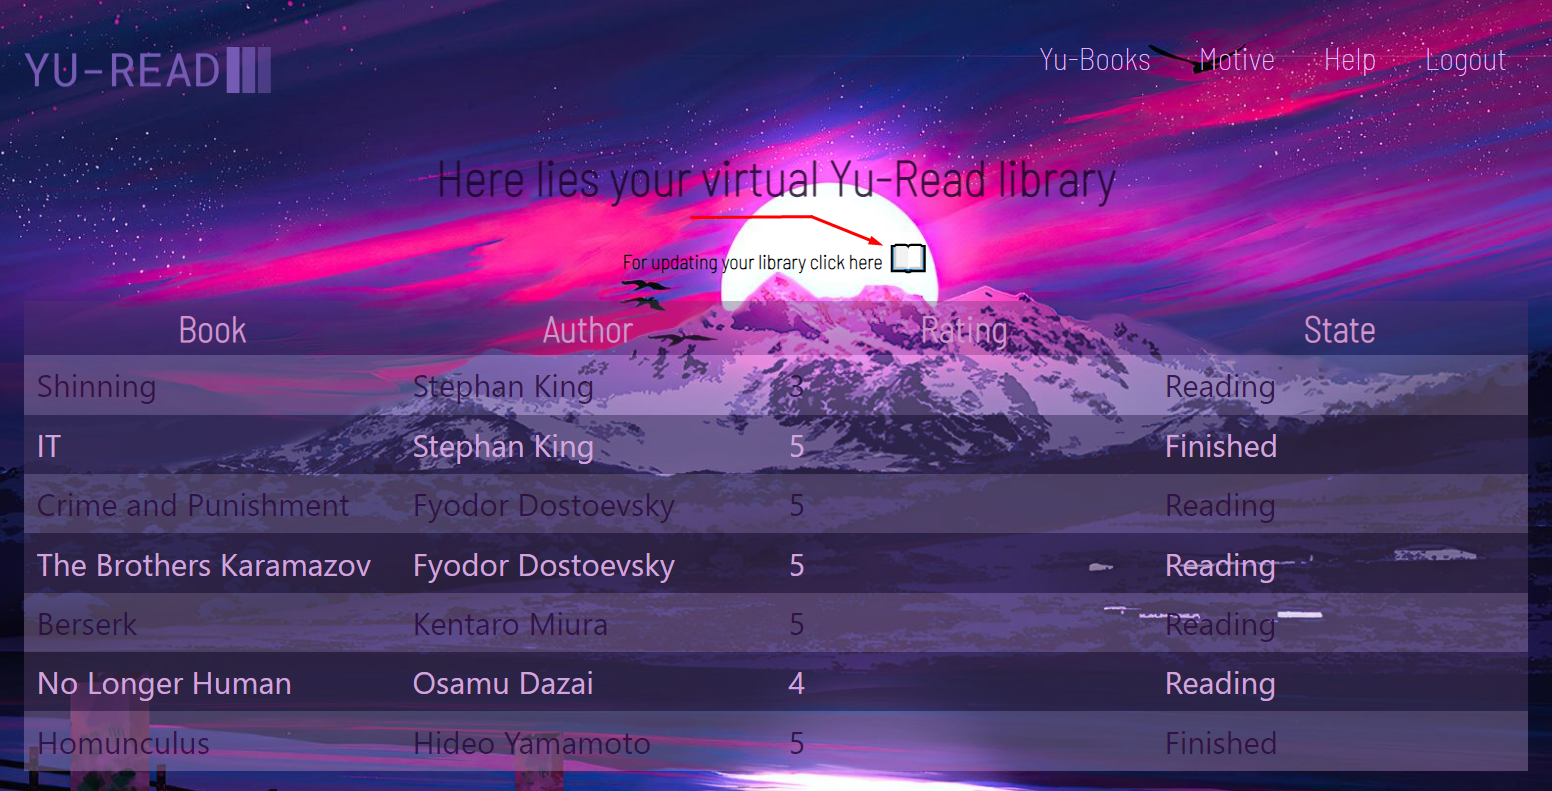 YU-READ
Yu-Books Motive Help Logout
Here lies your virtual Yu-Read library
For updating your library click here
Book Author Rating State
Shinning Stephan King 3 Reading
IT Stephan King 5 Finished
Crime and Punishment Fyodor Dostoevsky 5 Reading
The Brothers Karamazov Fyodor Dostoevsky 5 Reading
Berserk Kentaro Miura 5 Reading
No Longer Human Osamu Dazai 4 Reading
Homunculus Hideo Yamamoto 5 Finished